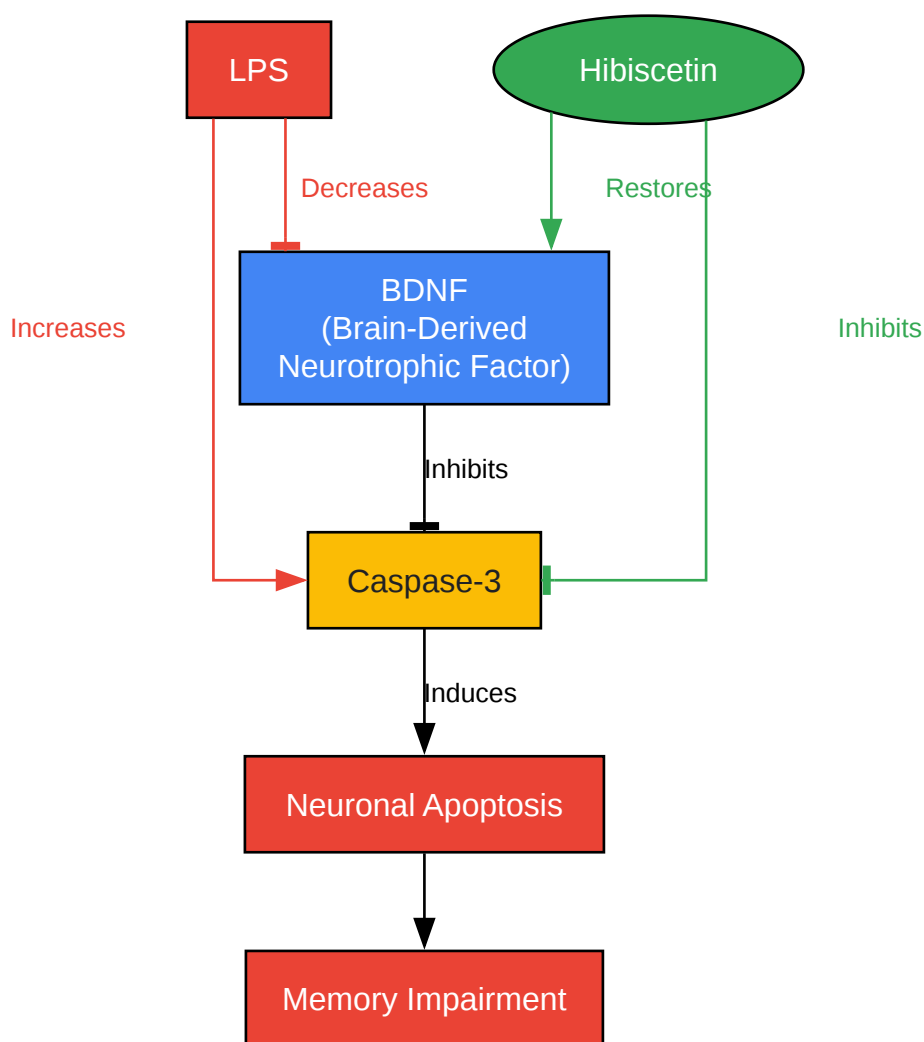 LPS
Hibiscetin
Decreases
Restores
BDNF
(Brain-Derived
Neurotrophic Factor)
Increases
Inhibits
Inhibits
Caspase-3
Induces
Neuronal Apoptosis
Memory Impairment